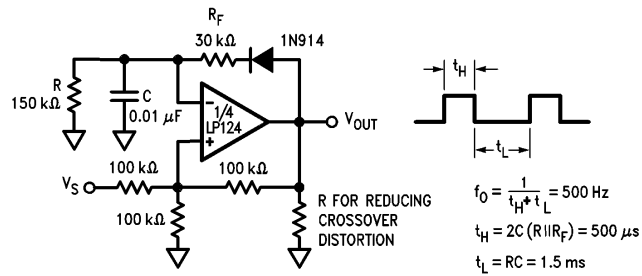 R_F
30 kΩ
1N914
R
150 kΩ
C
0.01 μF
−
1/4
LP124
+
V_OUT
100 kΩ
100 kΩ
V_S
100 kΩ
R FOR REDUCING
CROSSOVER
DISTORTION
t_H
t_L
f_O = 1 / (t_H + t_L) = 500 Hz
t_H = 2C (R||R_F) = 500 μs
t_L = RC = 1.5 ms